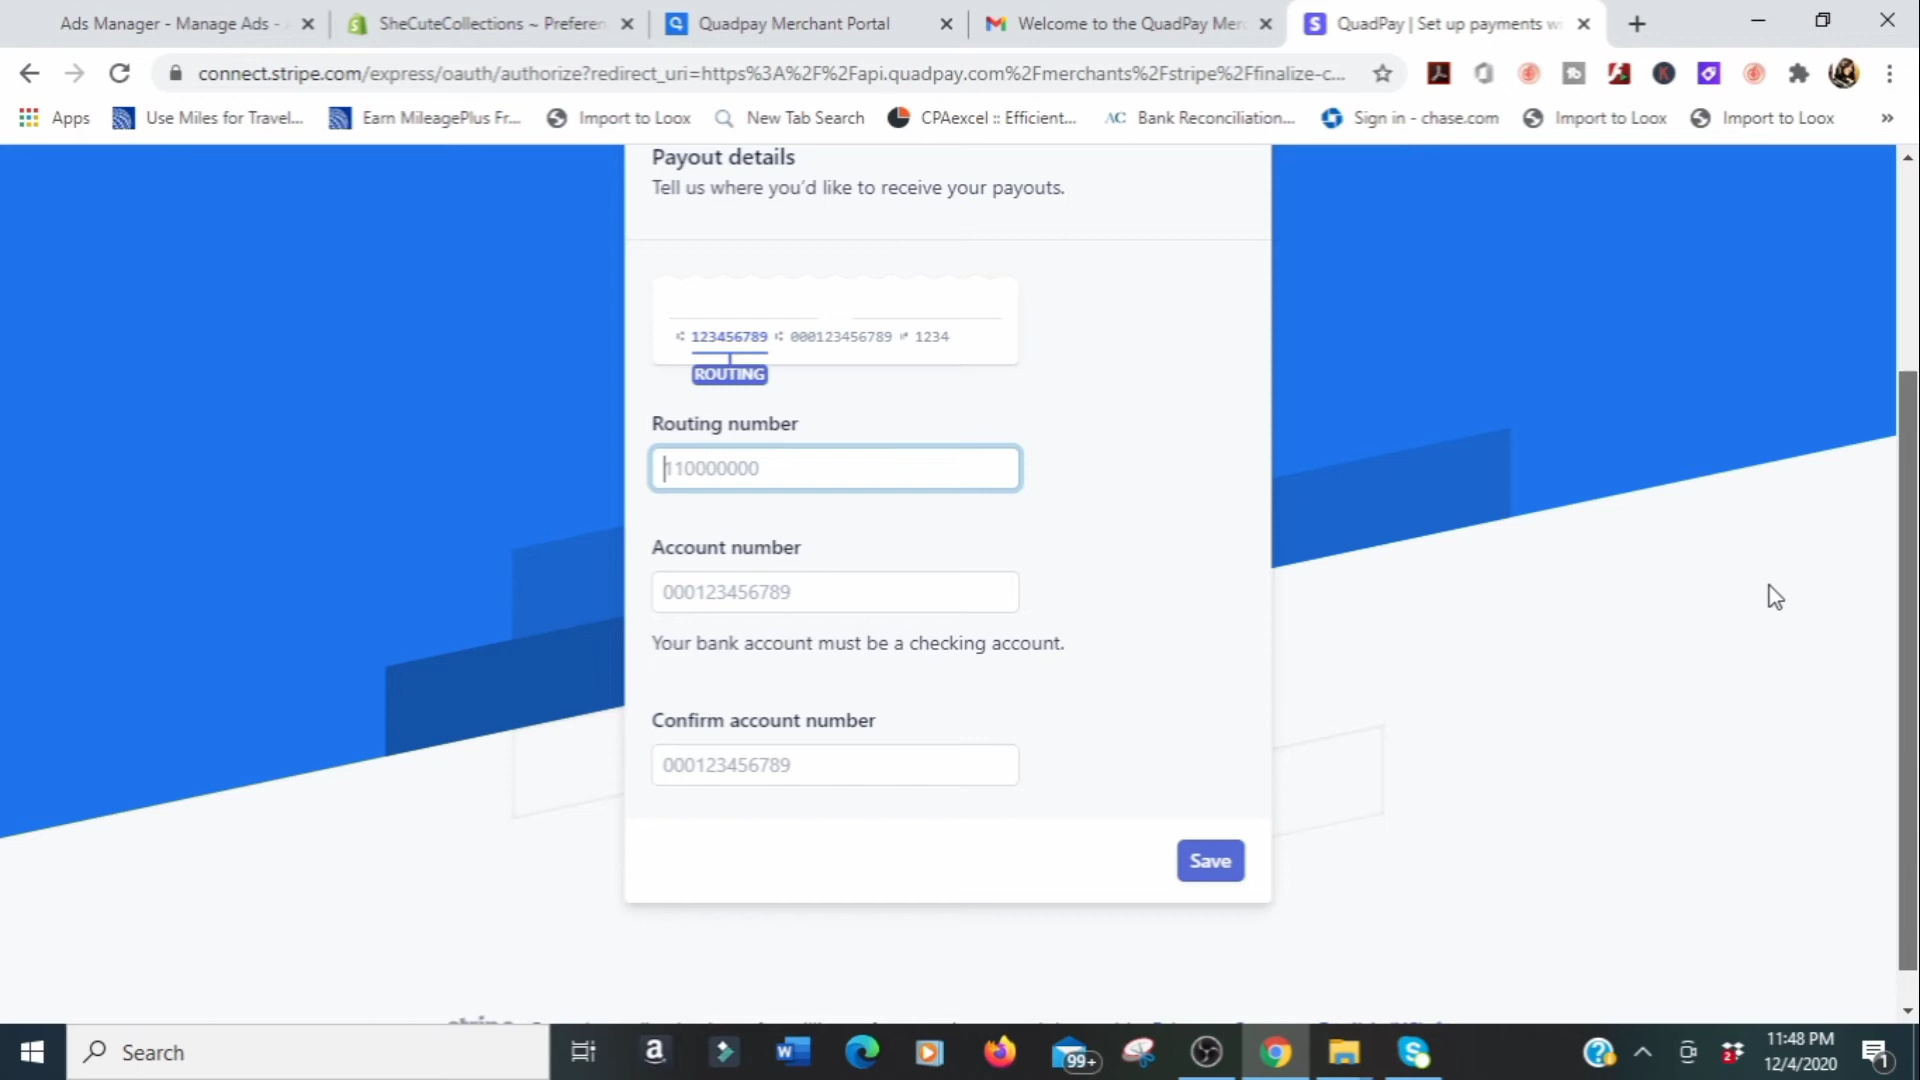 Ads Manager - Manage Ads -
SheCuteCollections ~ Preferen
Quadpay Merchant Portal
Welcome to the QuadPay Merc
QuadPay | Set up payments wi
connect.stripe.com/express/oauth/authorize?redirect_uri=https%3A%2F%2Fapi.quadpay.com%2Fmerchants%2Fstripe%2Ffinalize-c...
Apps
Use Miles for Travel...
Earn MileagePlus Fr...
Import to Loox
New Tab Search
CPAexcel :: Efficient...
AC Bank Reconciliation...
Sign in - chase.com
Import to Loox
Import to Loox
»
Payout details
Tell us where you'd like to receive your payouts.
⑆ 123456789 ⑆ 000123456789 ⑈ 1234
ROUTING
Routing number
110000000
Account number
000123456789
Your bank account must be a checking account.
Confirm account number
000123456789
Save
Search
99+
2
11:48 PM
12/4/2020
1